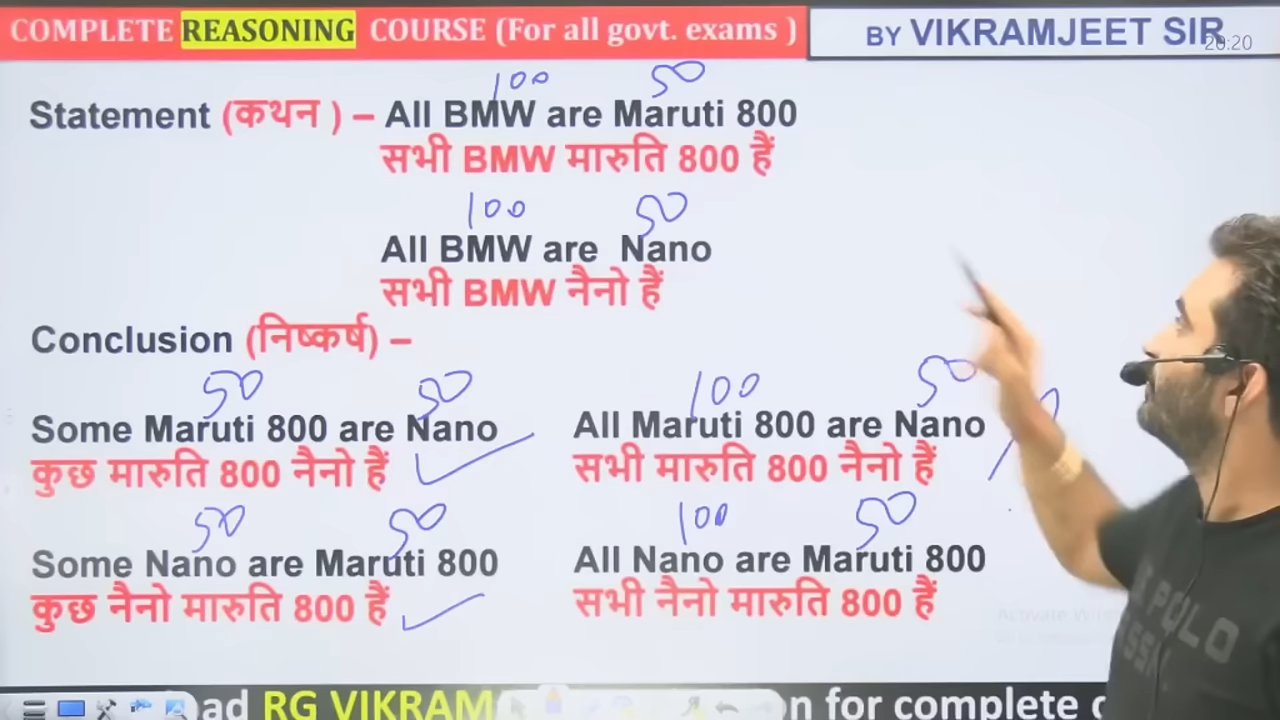 COMPLETE REASONING COURSE (For all govt. exams )
BY VIKRAMJEET SIR
20:20
100 50
Statement (कथन ) – All BMW are Maruti 800
सभी BMW मारुति 800 हैं
100 50
All BMW are Nano
सभी BMW नैनो हैं
Conclusion (निष्कर्ष) –
50 50
Some Maruti 800 are Nano
कुछ मारुति 800 नैनो हैं
100 50
All Maruti 800 are Nano
सभी मारुति 800 नैनो हैं
50 50
Some Nano are Maruti 800
कुछ नैनो मारुति 800 हैं
100 50
All Nano are Maruti 800
सभी नैनो मारुति 800 हैं
POLO
RG VIKRAM
for complete